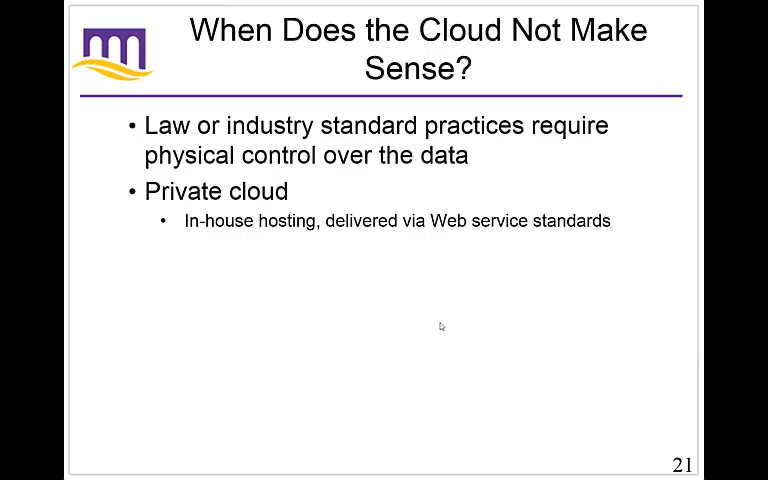 When Does the Cloud Not Make
Sense?
• Law or industry standard practices require
physical control over the data
• Private cloud
• In-house hosting, delivered via Web service standards
21